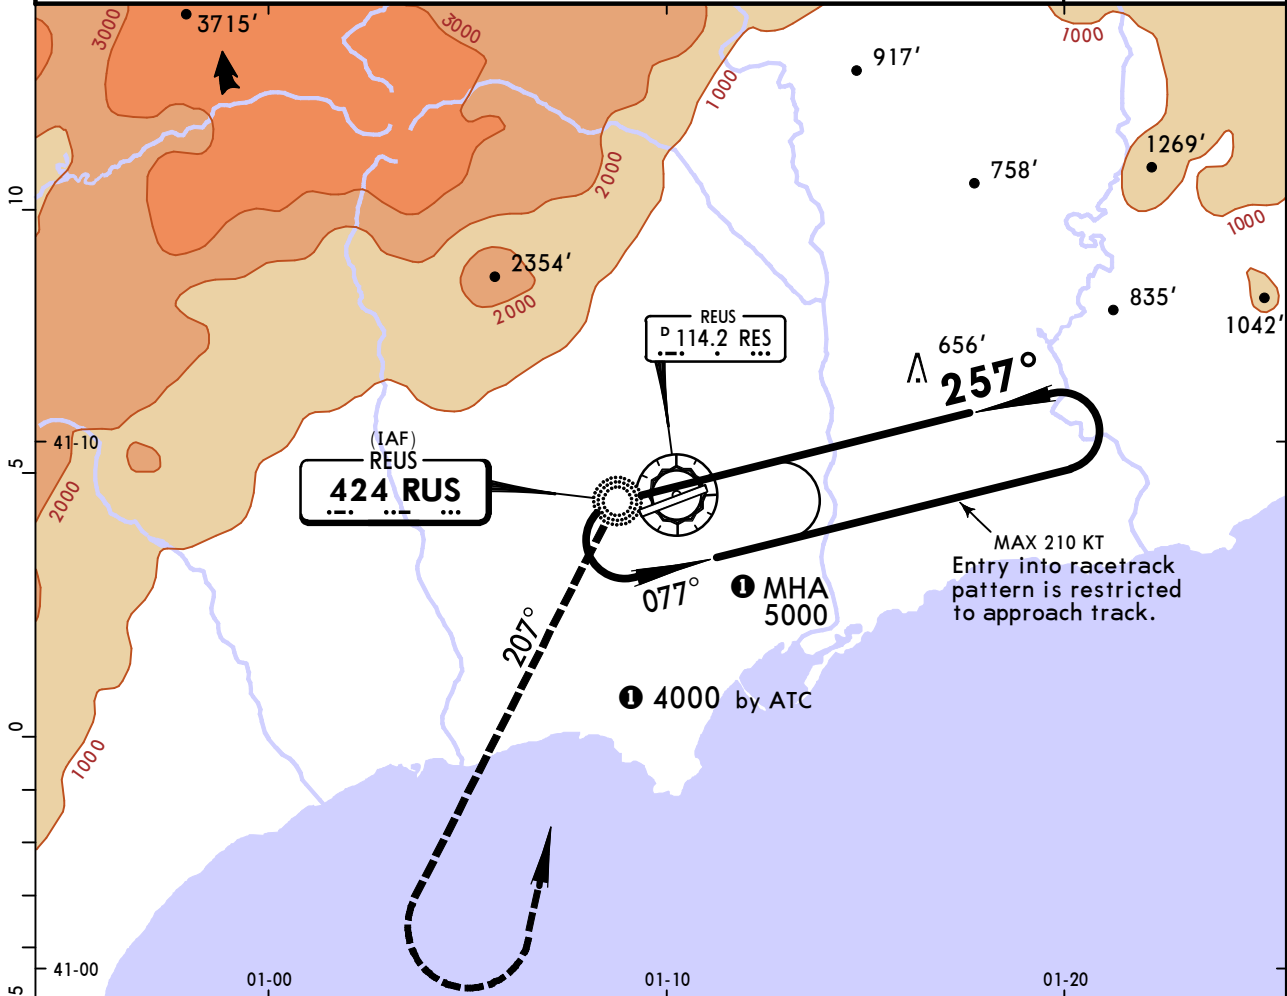 3000
3715'
3000
1000
917'
1000
1269'
758'
2000
10
1000
2354'
2000
835'
1042'
REUS
D 114.2 RES
656'
257°
41-10
(IAF)
REUS
424 RUS
5
2000
MAX 210 KT
Entry into racetrack
pattern is restricted
to approach track.
077°
1 MHA
5000
207°
1 4000 by ATC
0
1000
41-00
01-00
01-10
01-20
5